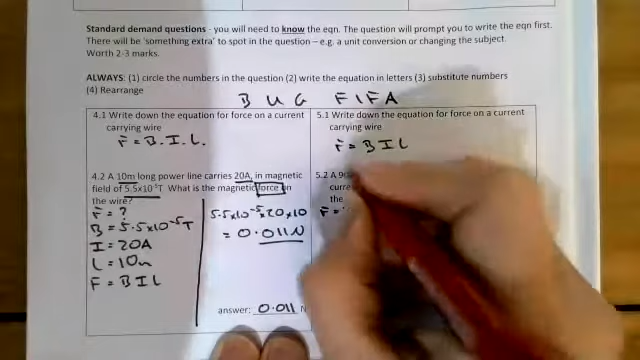 Standard demand questions - you will need to know the eqn. The question will prompt you to write the eqn first.
There will be 'something extra' to spot in the question – e.g. a unit conversion or changing the subject.
Worth 2-3 marks.
ALWAYS: (1) circle the numbers in the question (2) write the equation in letters (3) substitute numbers
(4) Rearrange
B U G F I F A
4.1 Write down the equation for force on a current
carrying wire
F = B.I.L.
4.2 A 10m long power line carries 20A, in magnetic
field of 5.5x10⁻⁵T What is the magnetic force on
the wire?
F = ?
B = 5.5x10⁻⁵T
I = 20A
L = 10m
F = BIL
5.5x10⁻⁵x20x10
= 0.011N
answer: 0.011 N
5.1 Write down the equation for force on a current
carrying wire
F = BIL
5.2 A
curre
the
F =